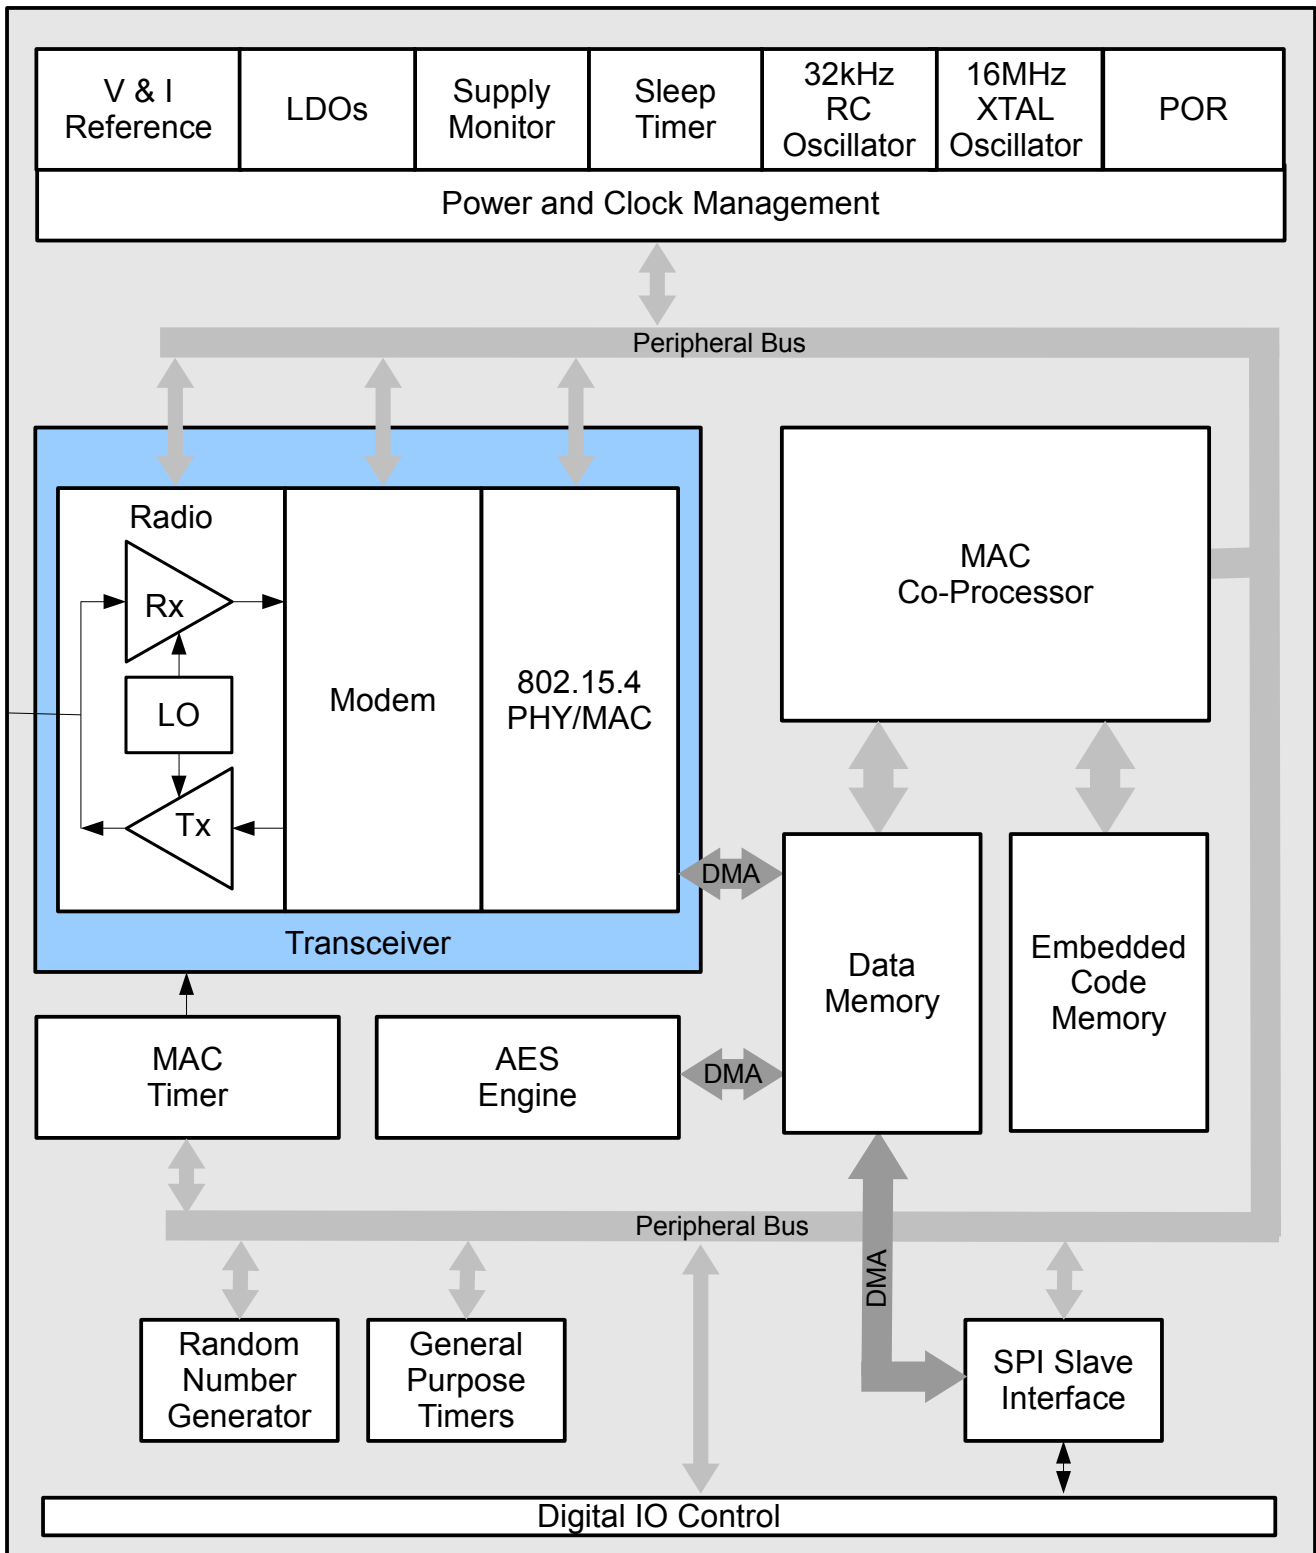 V & I
Reference
LDOs
Supply
Monitor
Sleep
Timer
32kHz
RC
Oscillator
16MHz
XTAL
Oscillator
POR
Power and Clock Management
Peripheral Bus
Radio
Rx
LO
Tx
Modem
802.15.4
PHY/MAC
Transceiver
MAC
Co-Processor
DMA
Data
Memory
Embedded
Code
Memory
MAC
Timer
AES
Engine
DMA
Peripheral Bus
DMA
Random
Number
Generator
General
Purpose
Timers
SPI Slave
Interface
Digital IO Control